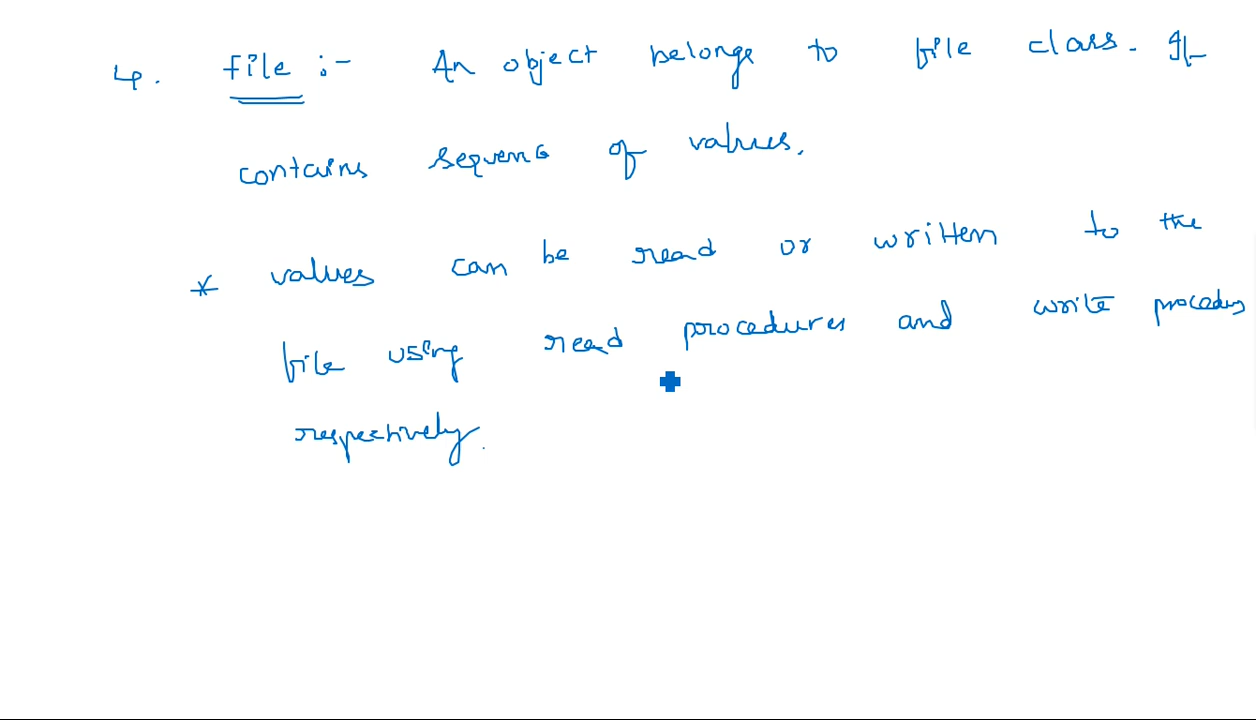 4. file :- An object belongs to file class. It
contains sequence of values.
* values can be read or written to the
file using read procedures and write procedures
respectively.